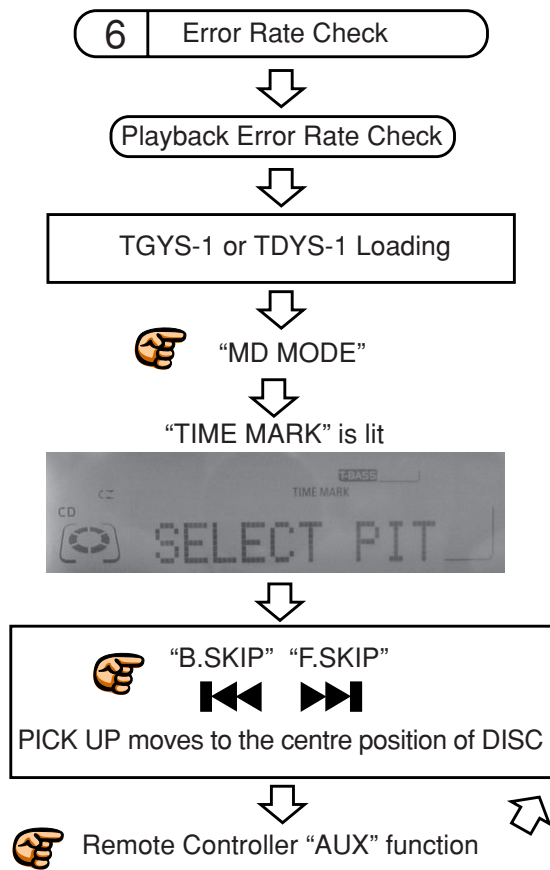 6 Error Rate Check
Playback Error Rate Check
TGYS-1 or TDYS-1 Loading
“MD MODE”
“TIME MARK” is lit
T-BASS
TIME MARK
CD
SELECT PIT
“B.SKIP” “F.SKIP”
PICK UP moves to the centre position of DISC
Remote Controller “AUX” function